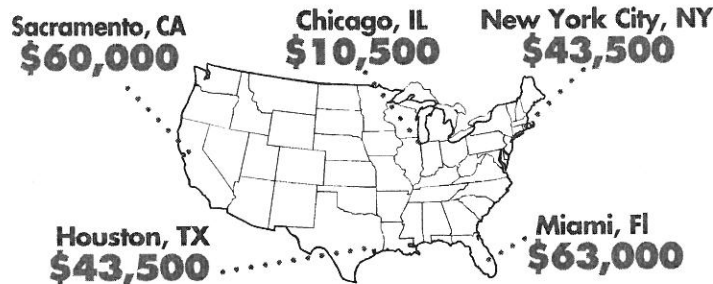 Sacramento, CA
$60,000
Chicago, IL
$10,500
New York City, NY
$43,500
Houston, TX
$43,500
Miami, Fl
$63,000